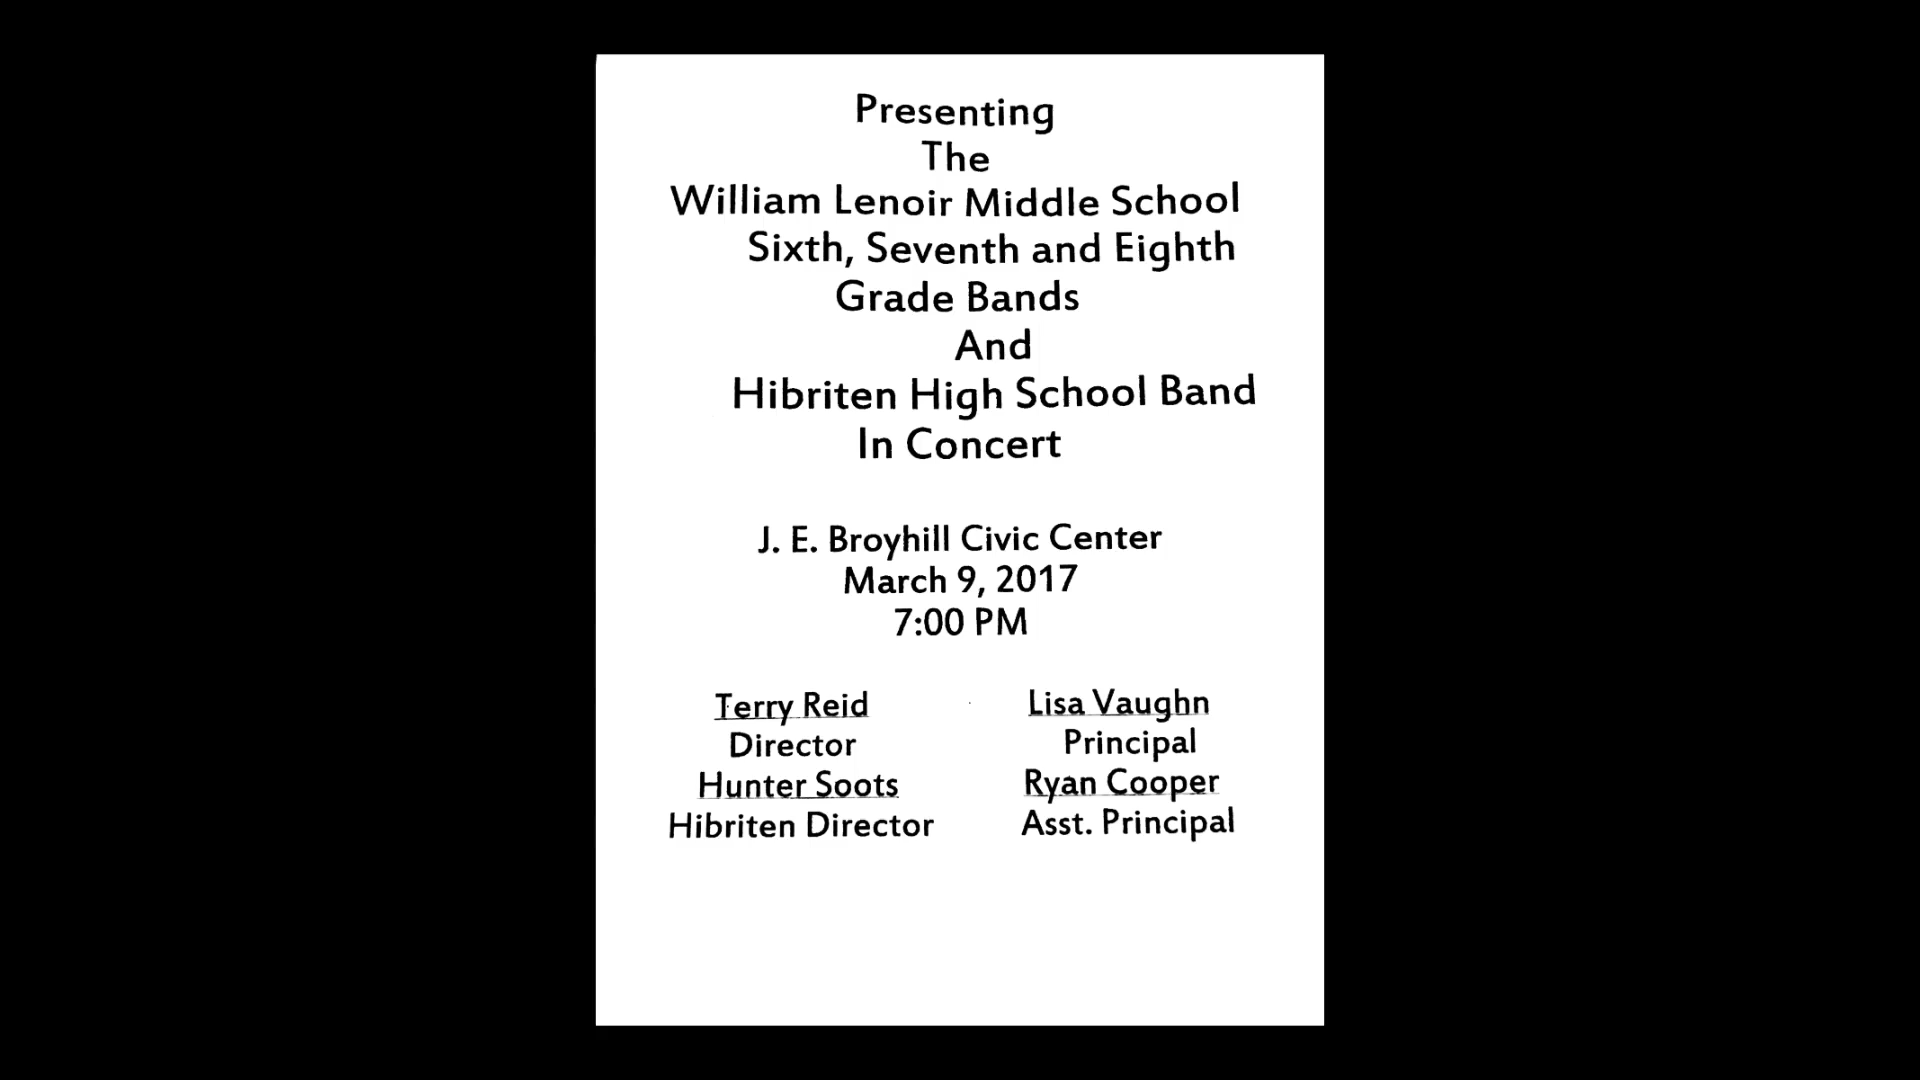 Presenting
The
William Lenoir Middle School
Sixth, Seventh and Eighth
Grade Bands
And
Hibriten High School Band
In Concert
J. E. Broyhill Civic Center
March 9, 2017
7:00 PM
Terry Reid Lisa Vaughn
Director Principal
Hunter Soots Ryan Cooper
Hibriten Director Asst. Principal